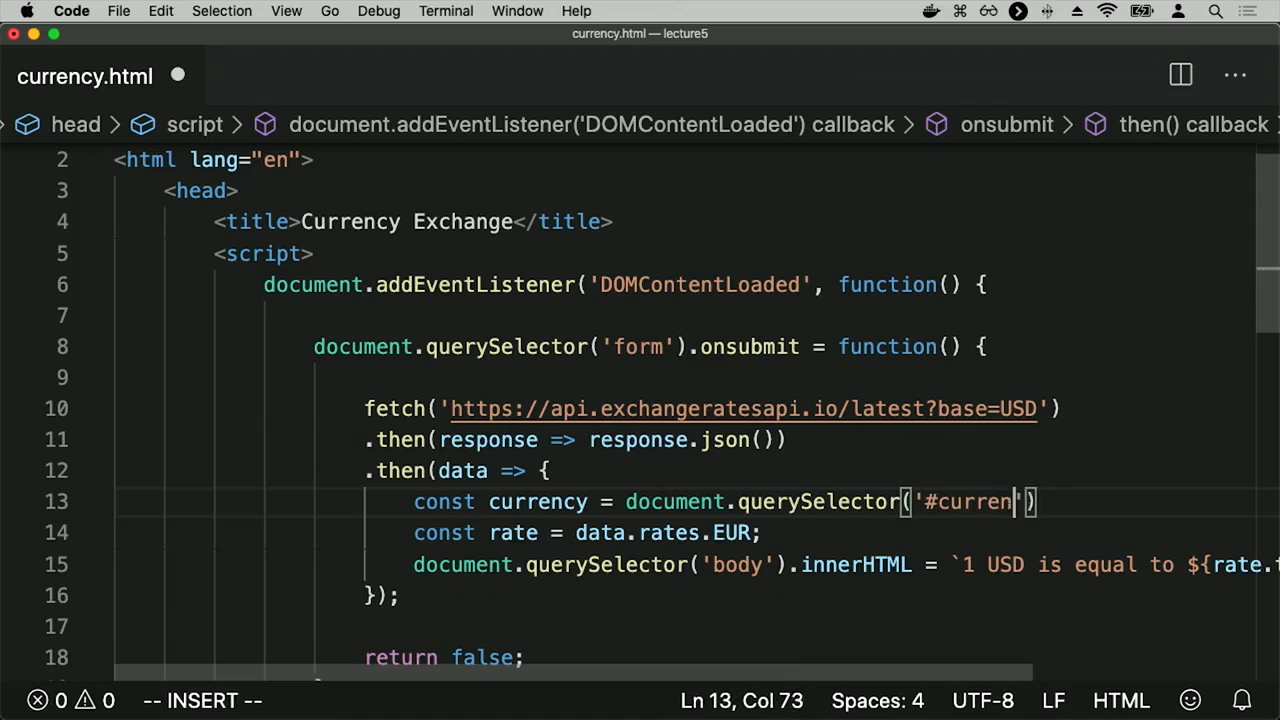 Code File Edit Selection View Go Debug Terminal Window Help
currency.html — lecture5
currency.html
head > script > document.addEventListener('DOMContentLoaded') callback > onsubmit > then() callback
2 <html lang="en">
3 <head>
4 <title>Currency Exchange</title>
5 <script>
6 document.addEventListener('DOMContentLoaded', function() {
7
8 document.querySelector('form').onsubmit = function() {
9
10 fetch('https://api.exchangeratesapi.io/latest?base=USD')
11 .then(response => response.json())
12 .then(data => {
13 const currency = document.querySelector('#curren')
14 const rate = data.rates.EUR;
15 document.querySelector('body').innerHTML = `1 USD is equal to ${rate.
16 });
17
18 return false;
0 0 -- INSERT -- Ln 13, Col 73 Spaces: 4 UTF-8 LF HTML